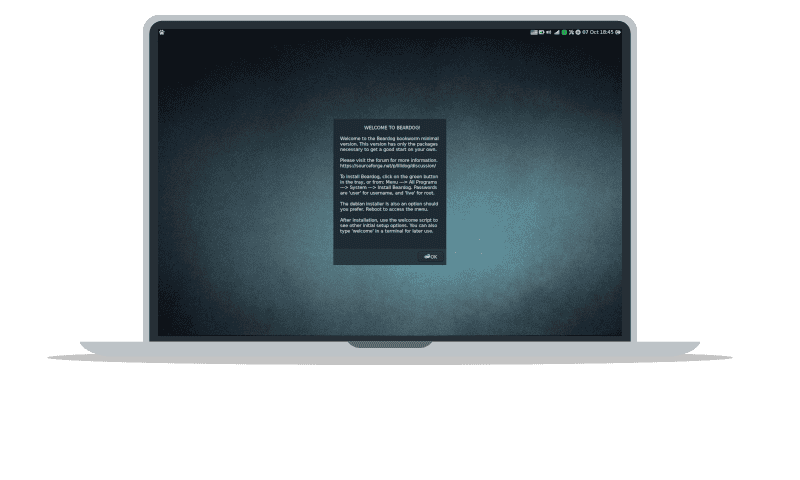 07 Oct 18:45
WELCOME TO BEARDOG!
Welcome to the Beardog bookworm minimal
version. This version has only the packages
necessary to get a good start on your own.
Please visit the forum for more information.
https://sourceforge.net/p/filldog/discussion/
To install Beardog, click on the green button
in the tray, or from: Menu —> All Programs
—> System —> Install Beardog. Passwords
are 'user' for username, and 'live' for root.
The debian installer is also an option should
you prefer. Reboot to access the menu.
After installation, use the welcome script to
see other initial setup options. You can also
type 'welcome' in a terminal for later use.
OK